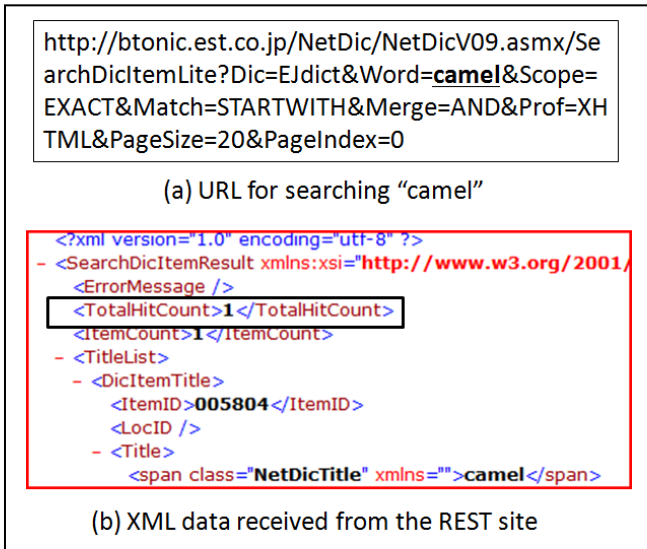 http://btonic.est.co.jp/NetDic/NetDicV09.asmx/Se
archDicItemLite?Dic=EJdict&Word=camel&Scope=
EXACT&Match=STARTWITH&Merge=AND&Prof=XH
TML&PageSize=20&PageIndex=0
(a) URL for searching “camel”
<?xml version="1.0" encoding="utf-8" ?>
- <SearchDicItemResult xmlns:xsi="http://www.w3.org/2001/
<ErrorMessage />
<TotalHitCount>1</TotalHitCount>
<ItemCount>1</ItemCount>
- <TitleList>
- <DicItemTitle>
<ItemID>005804</ItemID>
<LocID />
- <Title>
<span class="NetDicTitle" xmlns="">camel</span>
(b) XML data received from the REST site